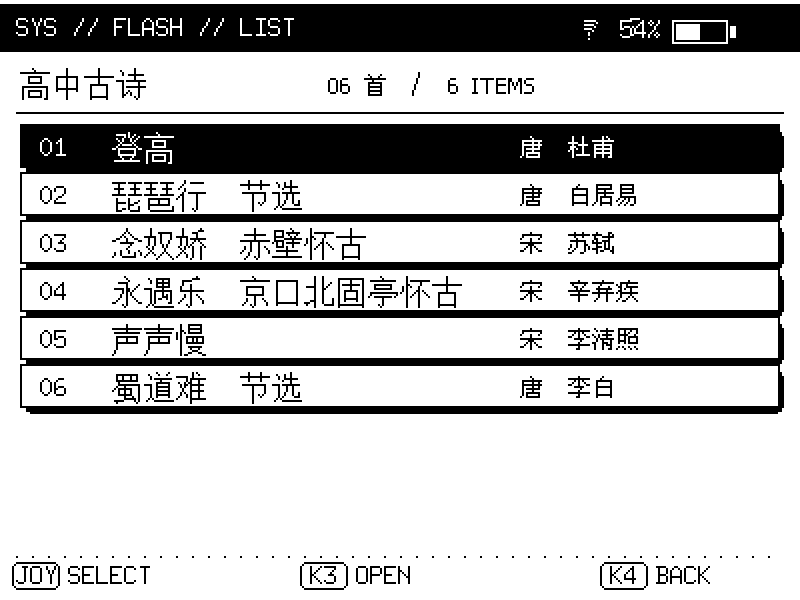 SYS // FLASH // LIST 54%
高中古诗 06 首 / 6 ITEMS
01 登高 唐 杜甫
02 琵琶行 节选 唐 白居易
03 念奴娇 赤壁怀古 宋 苏轼
04 永遇乐 京口北固亭怀古 宋 辛弃疾
05 声声慢 宋 李清照
06 蜀道难 节选 唐 李白
JOY SELECT K3 OPEN K4 BACK